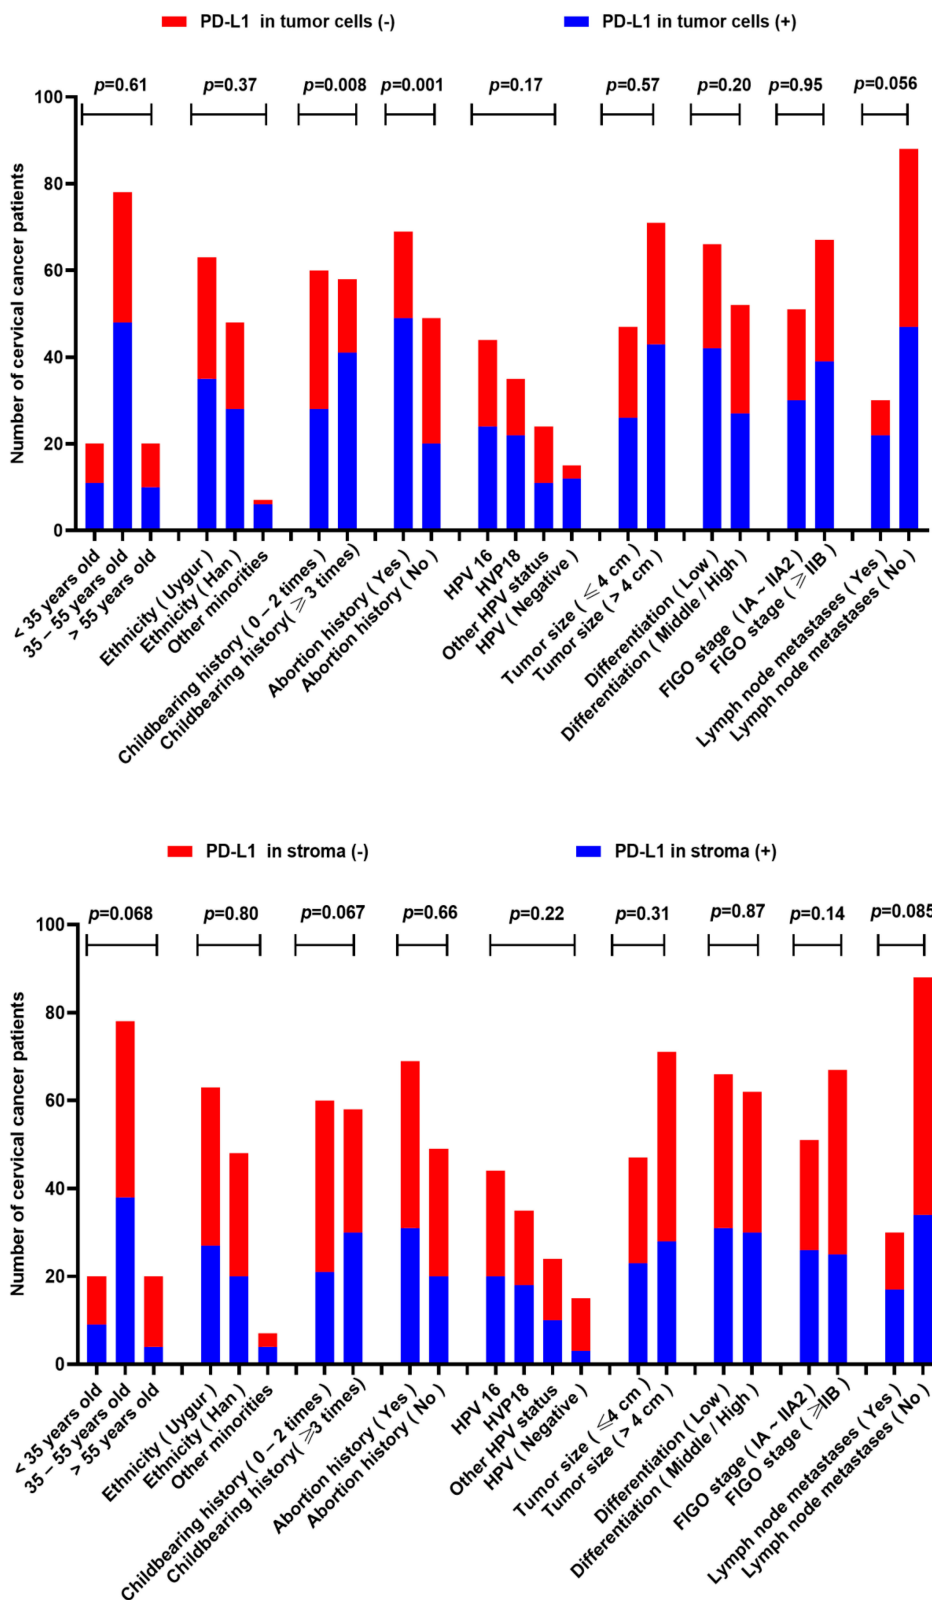 PD-L1 in tumor cells (-)
PD-L1 in tumor cells (+)
p=0.61
p=0.37
p=0.008
p=0.001
p=0.17
p=0.57
p=0.20
p=0.95
p=0.056
Number of cervical cancer patients
100
80
60
40
20
0
< 35 years old
35 – 55 years old
> 55 years old
Ethnicity ( Uygur )
Ethnicity ( Han )
Other minorities
Childbearing history ( 0 – 2 times )
Childbearing history( ⩾ 3 times)
Abortion history ( Yes )
Abortion history ( No )
HPV 16
HVP18
Other HPV status
HPV ( Negative )
Tumor size ( ≤ 4 cm )
Tumor size ( > 4 cm )
Differentiation ( Low )
Differentiation ( Middle / High )
FIGO stage ( IA ~ IIA2 )
FIGO stage ( ⩾ IIB )
Lymph node metastases ( Yes )
Lymph node metastases ( No )
PD-L1 in stroma (-)
PD-L1 in stroma (+)
p=0.068
p=0.80
p=0.067
p=0.66
p=0.22
p=0.31
p=0.87
p=0.14
p=0.085
Number of cervical cancer patients
100
80
60
40
20
0
< 35 years old
35 – 55 years old
> 55 years old
Ethnicity ( Uygur )
Ethnicity ( Han )
Other minorities
Childbearing history ( 0 – 2 times )
Childbearing history( ⩾3 times)
Abortion history ( Yes )
Abortion history ( No )
HPV 16
HVP18
Other HPV status
HPV ( Negative )
Tumor size ( ≤4 cm )
Tumor size ( > 4 cm )
Differentiation ( Low )
Differentiation ( Middle / High )
FIGO stage ( IA ~ IIA2 )
FIGO stage ( ⩾IIB )
Lymph node metastases ( Yes )
Lymph node metastases ( No )